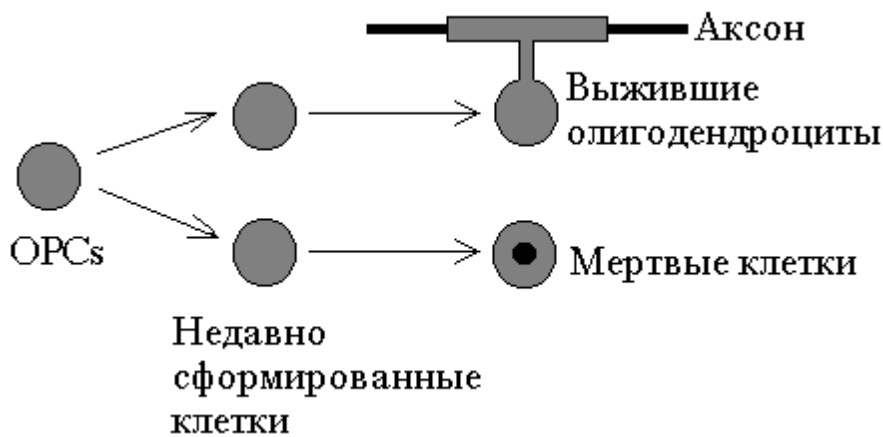 Аксон
Выжившие
олигодендроциты
OPCs
Мертвые клетки
Недавно
сформированные
клетки